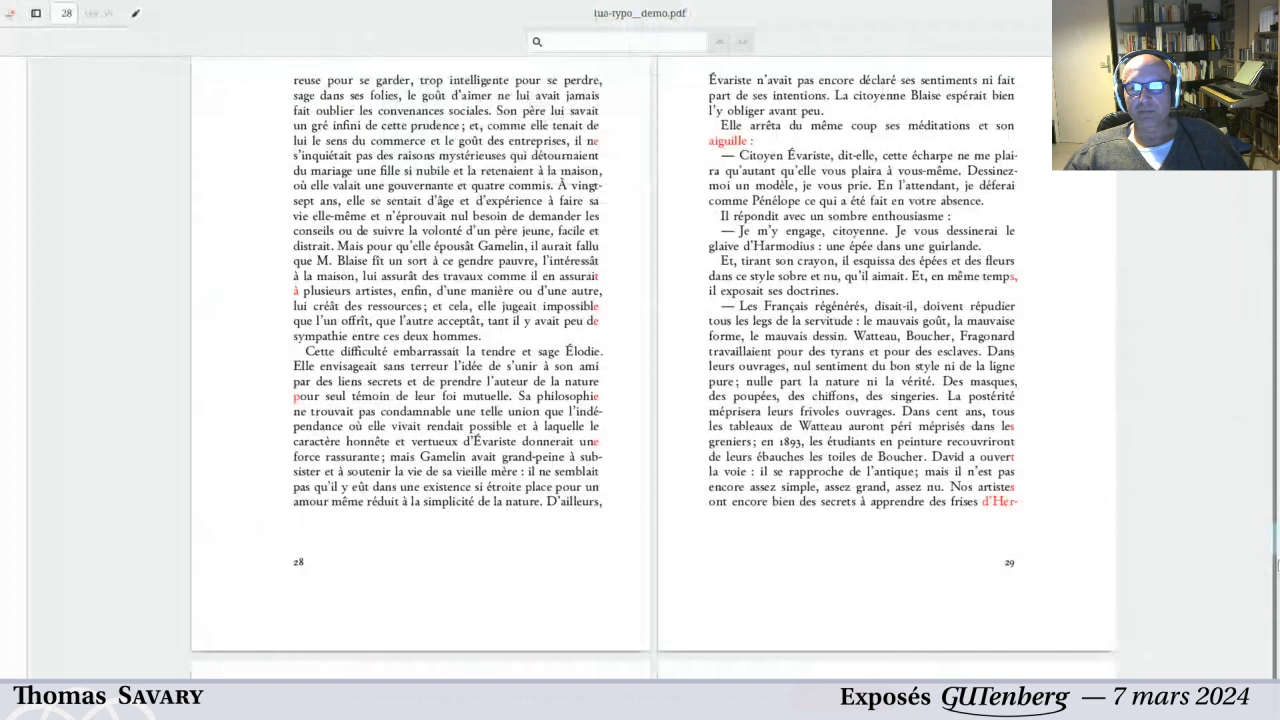 28
lua-typo_demo.pdf
reuse pour se garder, trop intelligente pour se perdre,
sage dans ses folies, le goût d'aimer ne lui avait jamais
fait oublier les convenances sociales. Son père lui savait
un gré infini de cette prudence ; et, comme elle tenait de
lui le sens du commerce et le goût des entreprises, il ne
s'inquiétait pas des raisons mystérieuses qui détournaient
du mariage une fille si nubile et la retenaient à la maison,
où elle valait une gouvernante et quatre commis. À vingt-
sept ans, elle se sentait d'âge et d'expérience à faire sa
vie elle-même et n'éprouvait nul besoin de demander les
conseils ou de suivre la volonté d'un père jeune, facile et
distrait. Mais pour qu'elle épousât Gamelin, il aurait fallu
que M. Blaise fît un sort à ce gendre pauvre, l'intéressât
à la maison, lui assurât des travaux comme il en assurait
à plusieurs artistes, enfin, d'une manière ou d'une autre,
lui créât des ressources ; et cela, elle jugeait impossible
que l'un offrît, que l'autre acceptât, tant il y avait peu de
sympathie entre ces deux hommes.
Cette difficulté embarrassait la tendre et sage Élodie.
Elle envisageait sans terreur l'idée de s'unir à son ami
par des liens secrets et de prendre l'auteur de la nature
pour seul témoin de leur foi mutuelle. Sa philosophie
ne trouvait pas condamnable une telle union que l'indé-
pendance où elle vivait rendait possible et à laquelle le
caractère honnête et vertueux d'Évariste donnerait une
force rassurante ; mais Gamelin avait grand-peine à sub-
sister et à soutenir la vie de sa vieille mère : il ne semblait
pas qu'il y eût dans une existence si étroite place pour un
amour même réduit à la simplicité de la nature. D'ailleurs,
28
Évariste n'avait pas encore déclaré ses sentiments ni fait
part de ses intentions. La citoyenne Blaise espérait bien
l'y obliger avant peu.
Elle arrêta du même coup ses méditations et son
aiguille :
— Citoyen Évariste, dit-elle, cette écharpe ne me plai-
ra qu'autant qu'elle vous plaira à vous-même. Dessinez-
moi un modèle, je vous prie. En l'attendant, je déferai
comme Pénélope ce qui a été fait en votre absence.
Il répondit avec un sombre enthousiasme :
— Je m'y engage, citoyenne. Je vous dessinerai le
glaive d'Harmodius : une épée dans une guirlande.
Et, tirant son crayon, il esquissa des épées et des fleurs
dans ce style sobre et nu, qu'il aimait. Et, en même temps,
il exposait ses doctrines.
— Les Français régénérés, disait-il, doivent répudier
tous les legs de la servitude : le mauvais goût, la mauvaise
forme, le mauvais dessin. Watteau, Boucher, Fragonard
travaillaient pour des tyrans et pour des esclaves. Dans
leurs ouvrages, nul sentiment du bon style ni de la ligne
pure ; nulle part la nature ni la vérité. Des masques,
des poupées, des chiffons, des singeries. La postérité
méprisera leurs frivoles ouvrages. Dans cent ans, tous
les tableaux de Watteau auront péri méprisés dans les
greniers ; en 1893, les étudiants en peinture recouvriront
de leurs ébauches les toiles de Boucher. David a ouvert
la voie : il se rapproche de l'antique ; mais il n'est pas
encore assez simple, assez grand, assez nu. Nos artistes
ont encore bien des secrets à apprendre des frises d'Her-
29
Thomas SAVARY
Exposés GUTenberg — 7 mars 2024